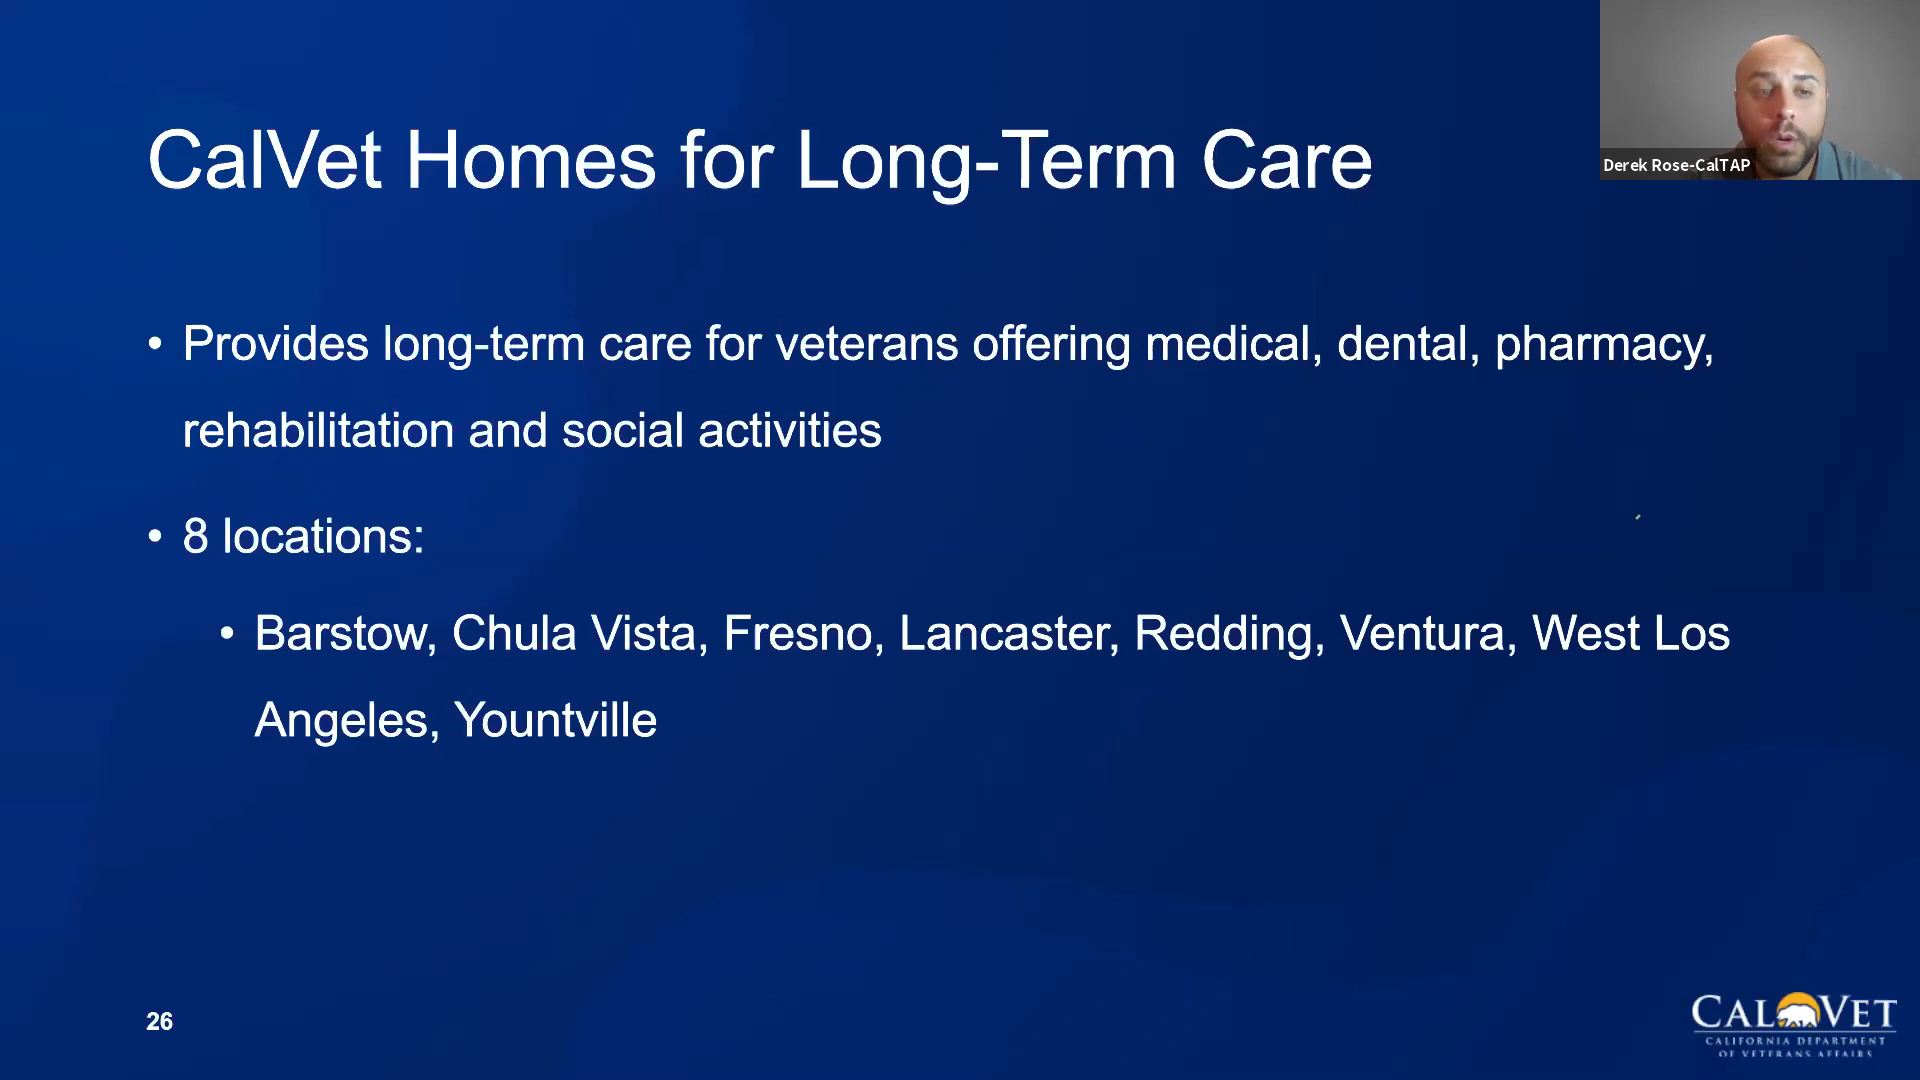 CalVet Homes for Long-Term Care
Derek Rose-CalTAP
• Provides long-term care for veterans offering medical, dental, pharmacy,
rehabilitation and social activities
• 8 locations:
• Barstow, Chula Vista, Fresno, Lancaster, Redding, Ventura, West Los
Angeles, Yountville
26
CALVET
CALIFORNIA DEPARTMENT
OF VETERANS AFFAIRS